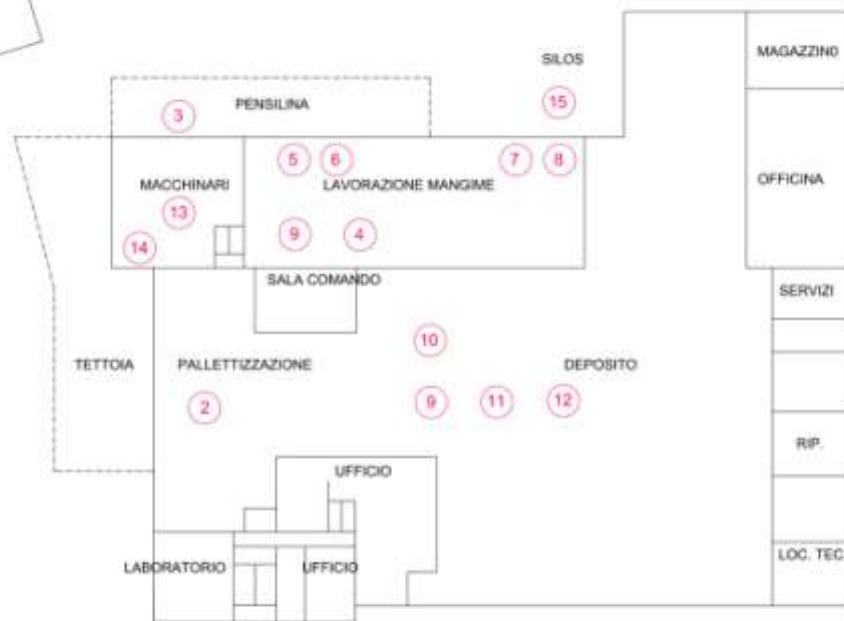 SILOS
MAGAZZINO
15
PENSILINA
3
5 6 7 8
MACCHINARI
LAVORAZIONE MANGIME
OFFICINA
13
9 4
14
SALA COMANDO
SERVIZI
10
TETTOIA
PALLETTIZZAZIONE
DEPOSITO
2
9 11 12
RIP.
UFFICIO
LOC. TEC
LABORATORIO
UFFICIO